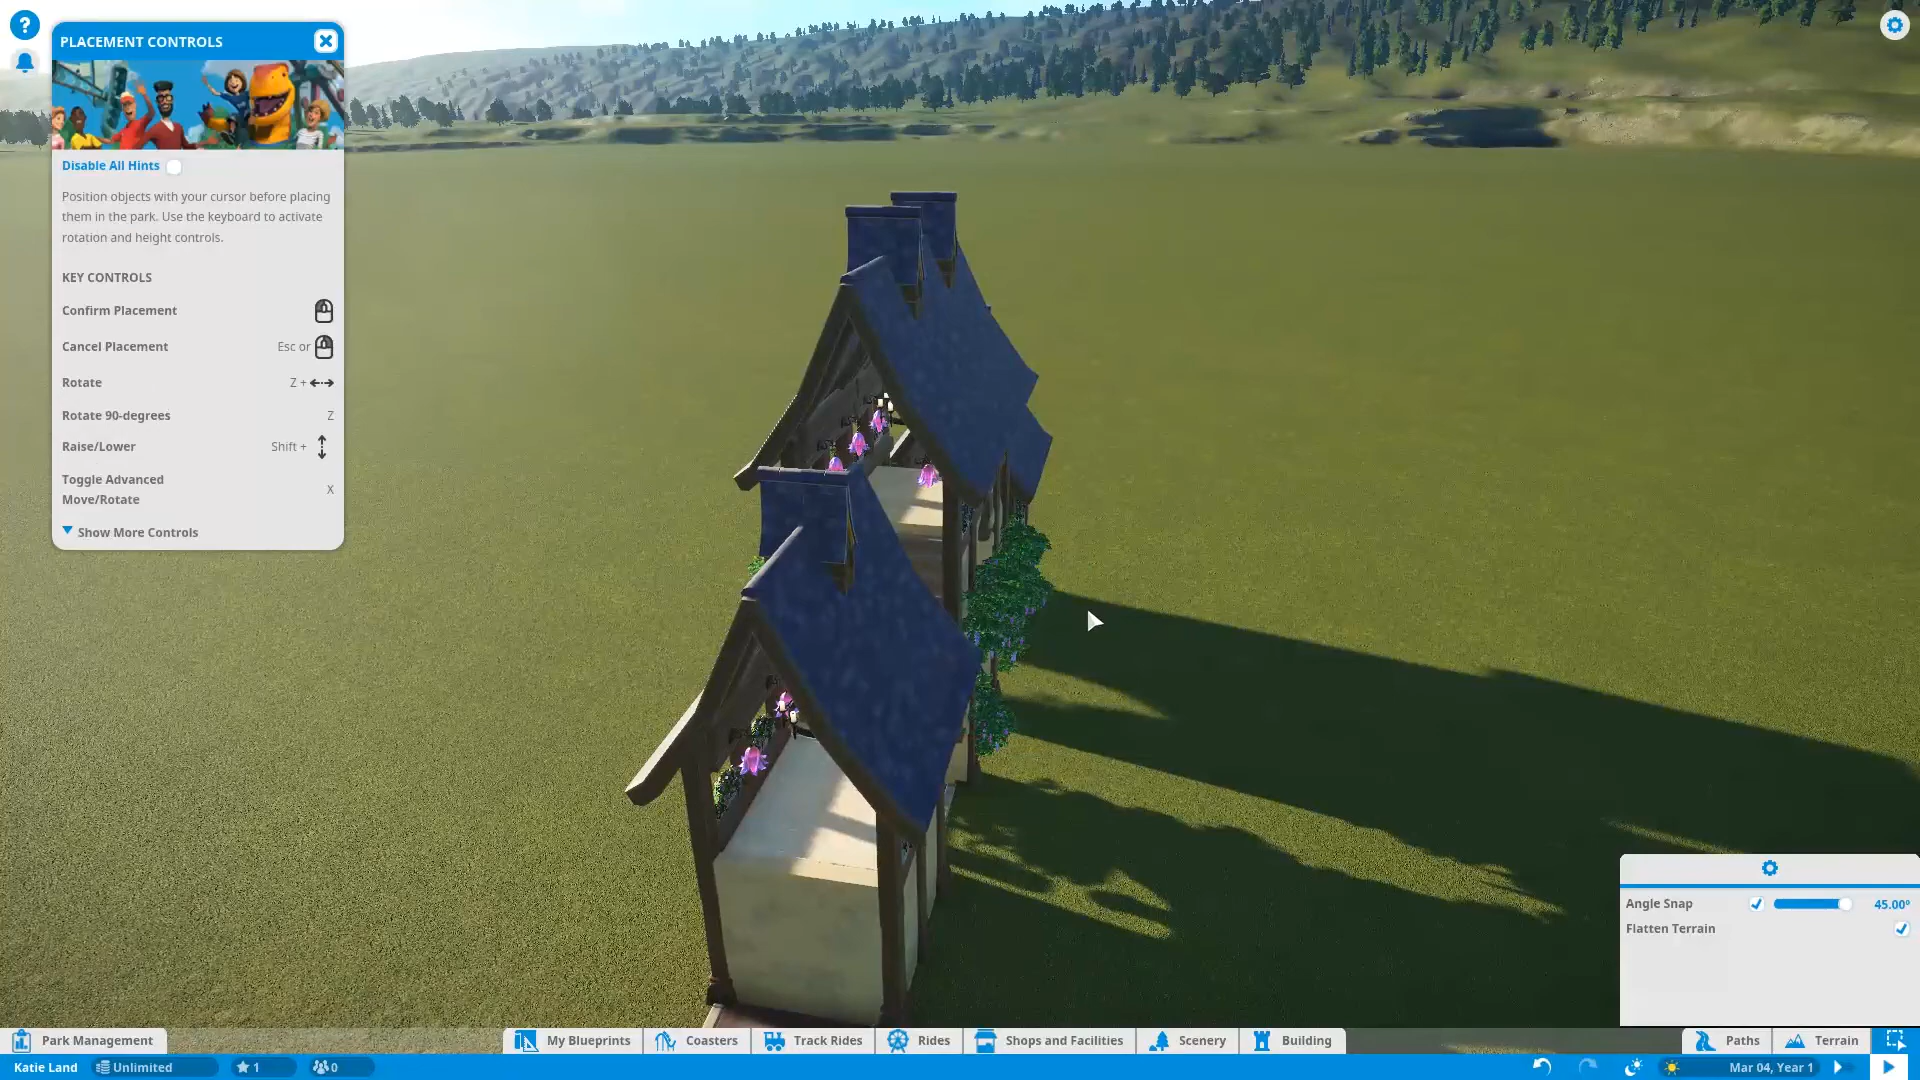 ?
PLACEMENT CONTROLS
Disable All Hints
Position objects with your cursor before placing
them in the park. Use the keyboard to activate
rotation and height controls.
KEY CONTROLS
Confirm Placement
Cancel Placement Esc or
Rotate Z +
Rotate 90-degrees Z
Raise/Lower Shift +
Toggle Advanced
Move/Rotate X
Show More Controls
Angle Snap 45.00°
Flatten Terrain
Park Management My Blueprints Coasters Track Rides Rides Shops and Facilities Scenery Building Paths Terrain
Katie Land Unlimited 1 0 Mar 04, Year 1